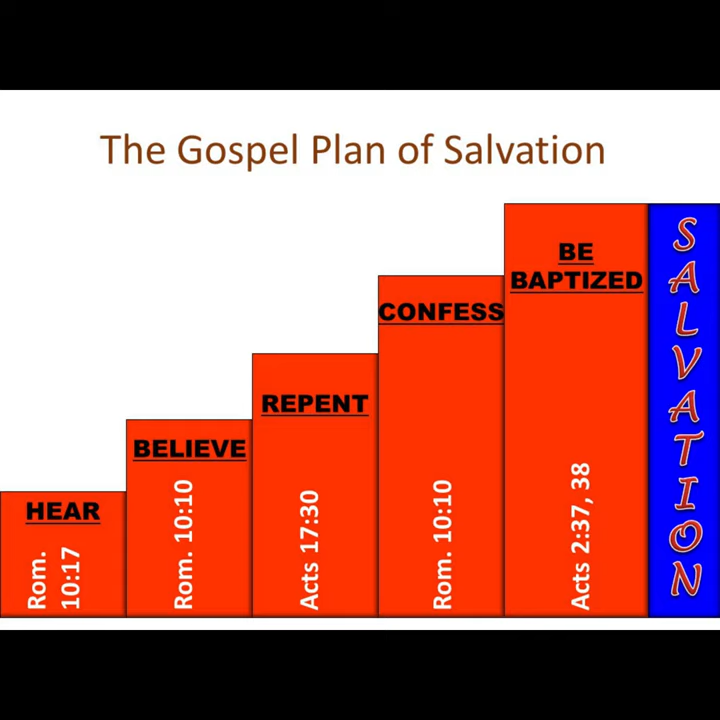 The Gospel Plan of Salvation
HEAR
Rom.
10:17
BELIEVE
Rom. 10:10
REPENT
Acts 17:30
CONFESS
Rom. 10:10
BE
BAPTIZED
Acts 2:37, 38
SALVATION